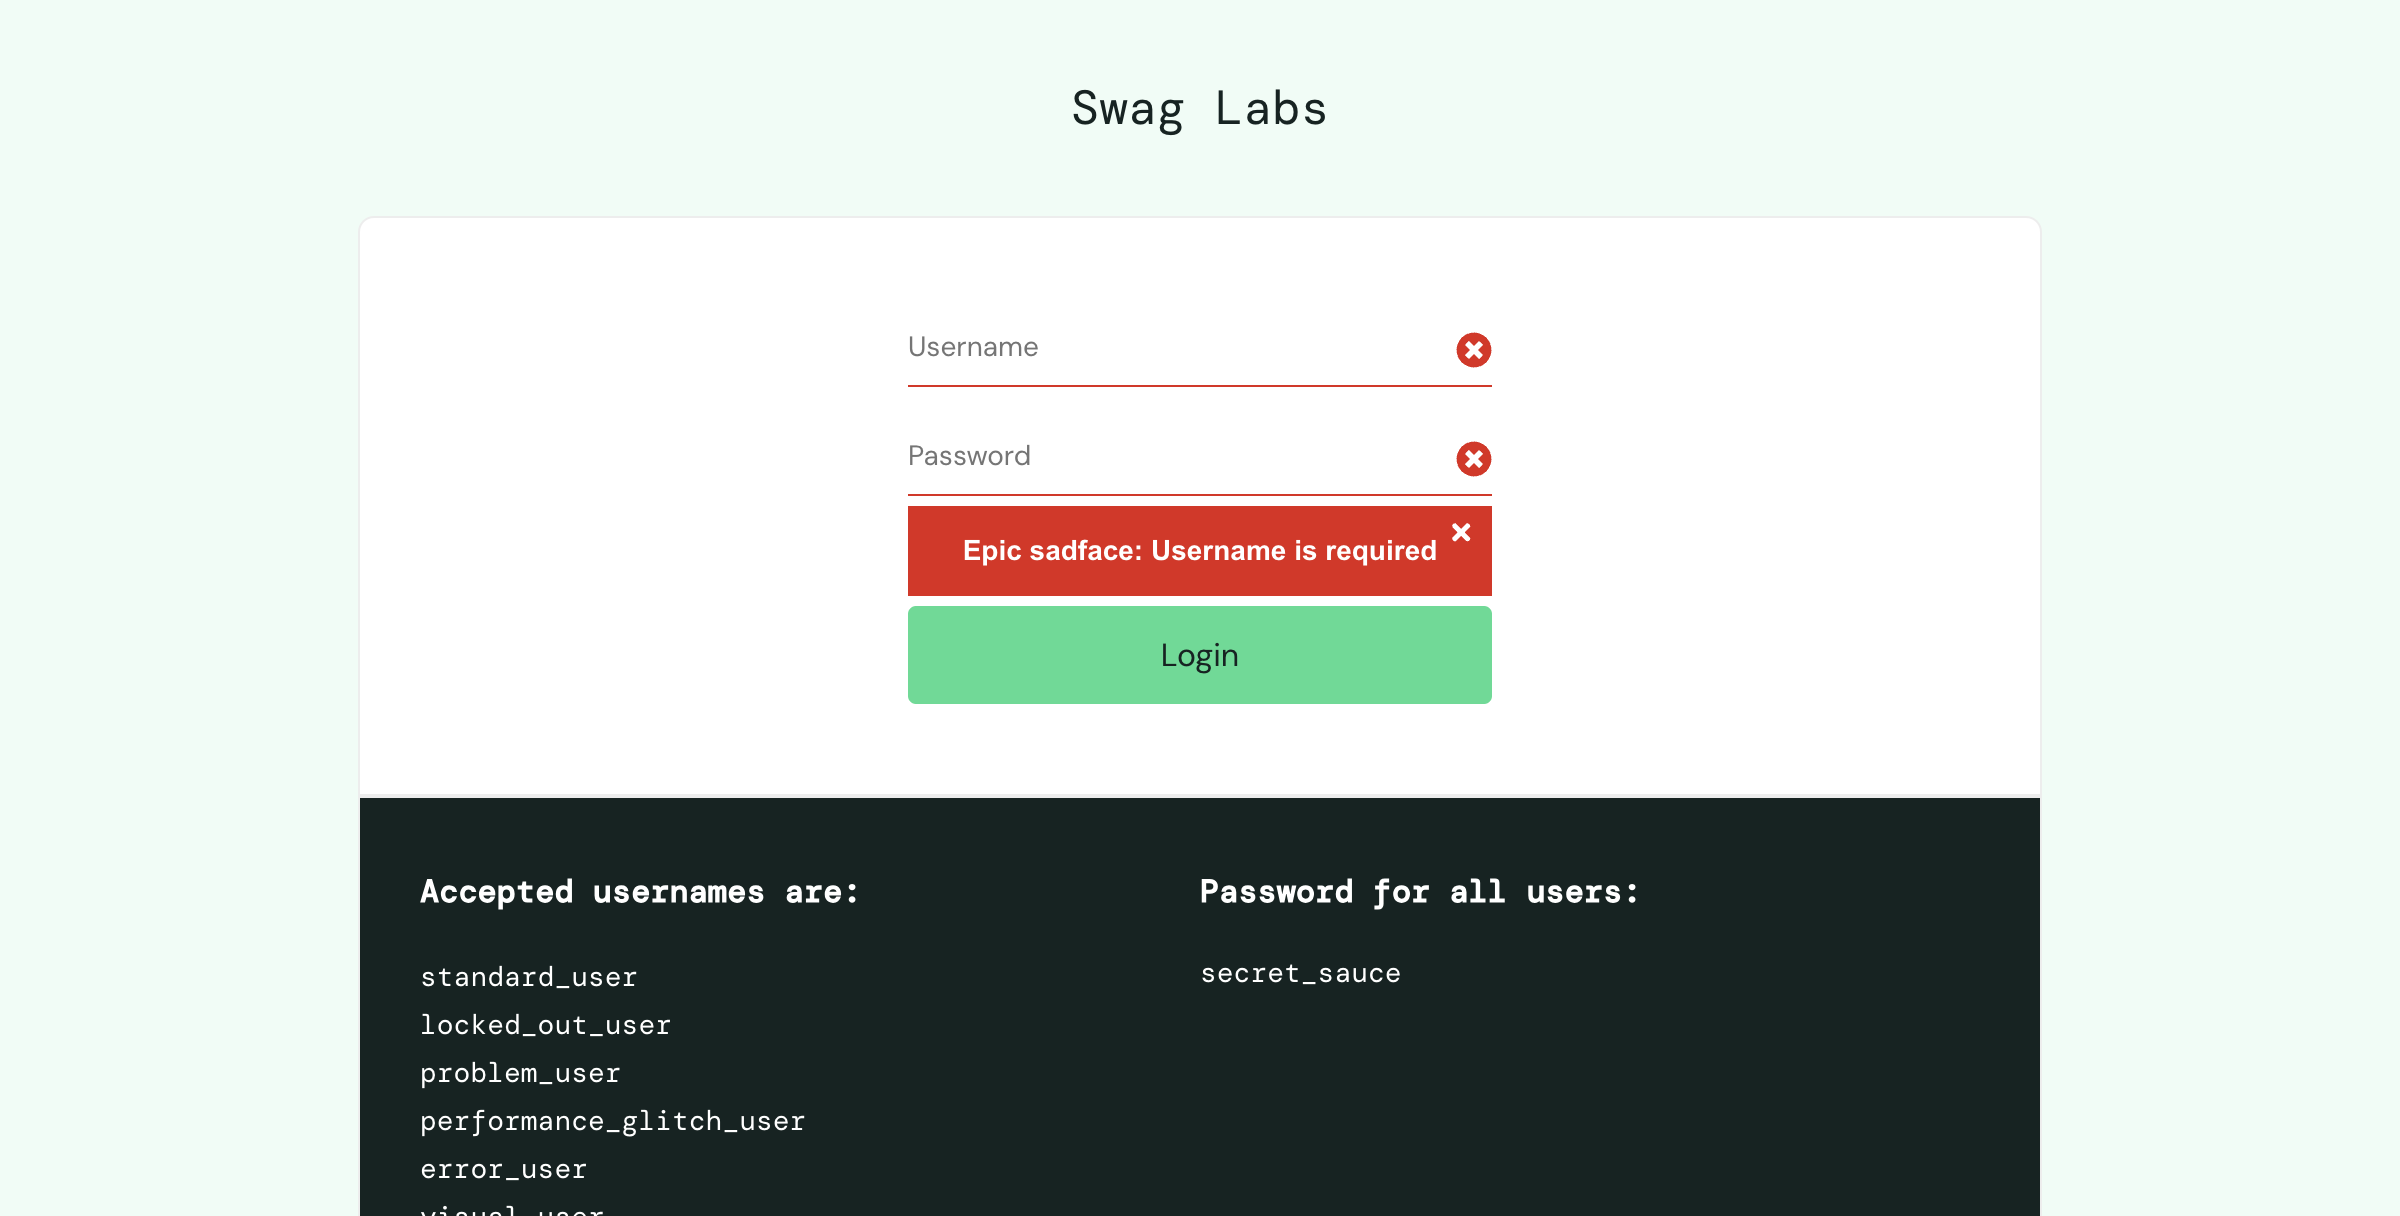 Swag Labs
Username
Password
Epic sadface: Username is required
Login
Accepted usernames are:
standard_user
locked_out_user
problem_user
performance_glitch_user
error_user
visual_user
Password for all users:
secret_sauce